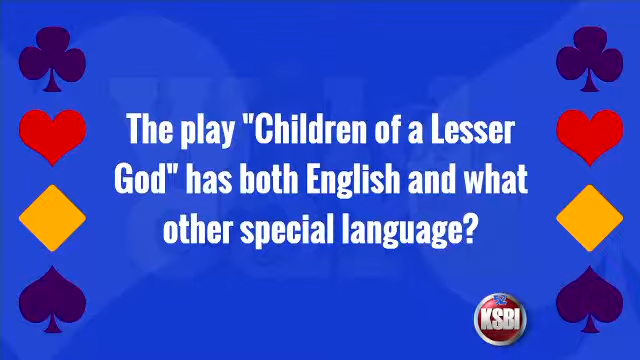 The play "Children of a Lesser
God" has both English and what
other special language?
KSBI